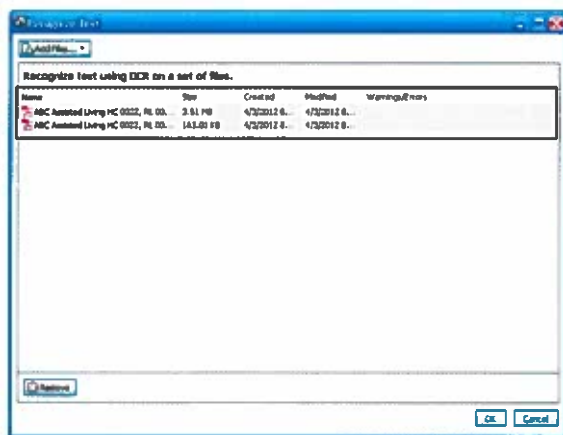 Recognize Text
Add Files...
Recognize text using OCR on a set of files.
Name Size Created Modified Warnings/Errors
ABC Assisted Living HC 0022, RL 00... 3.51 MB 4/3/2012 8... 4/3/2012 8...
ABC Assisted Living HC 0022, RL 00... KB 4/3/2012 8... 4/3/2012 8...
Remove
OK Cancel